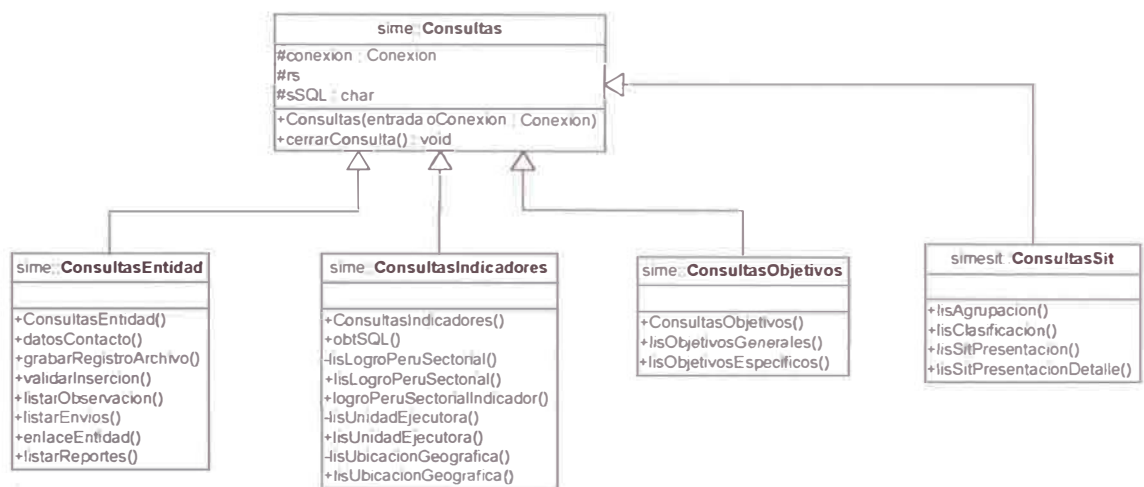 sime::Consultas
#conexion : Conexion
#rs
#sSQL : char
+Consultas(entrada oConexion : Conexion)
+cerrarConsulta() : void
sime::ConsultasEntidad
+ConsultasEntidad()
+datosContacto()
+grabarRegistroArchivo()
+validarInsercion()
+listarObservacion()
+listarEnvios()
+enlaceEntidad()
+listarReportes()
sime::ConsultasIndicadores
+ConsultasIndicadores()
+obtSQL()
-lisLogroPeruSectorial()
+lisLogroPeruSectorial()
+logroPeruSectorialIndicador()
-lisUnidadEjecutora()
+lisUnidadEjecutora()
-lisUbicacionGeografica()
+lisUbicacionGeografica()
sime::ConsultasObjetivos
+ConsultasObjetivos()
+lisObjetivosGenerales()
+lisObjetivosEspecificos()
simesit::ConsultasSit
+lisAgrupacion()
+lisClasificacion()
+lisSitPresentacion()
+lisSitPresentacionDetalle()